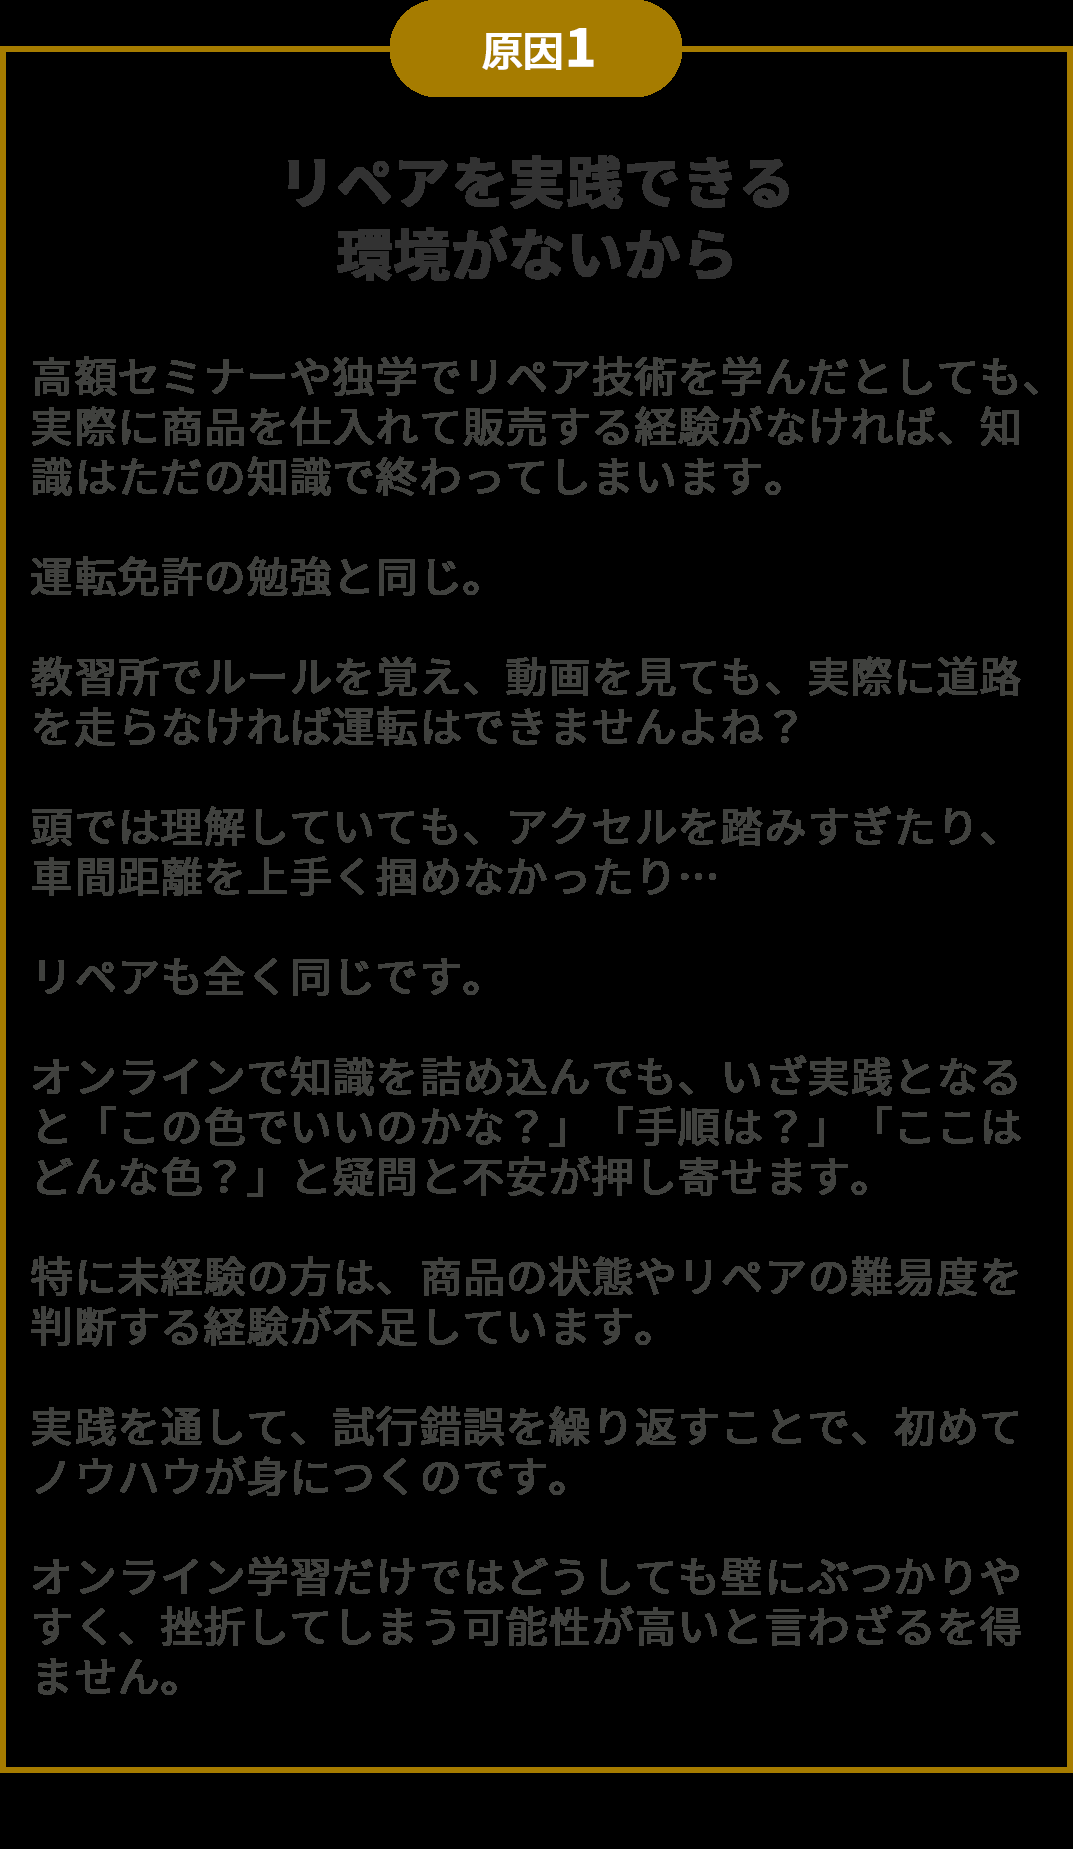 原因1
リペアを実践できる
環境がないから
高額セミナーや独学でリペア技術を学んだとしても、
実際に商品を仕入れて販売する経験がなければ、知
識はただの知識で終わってしまいます。
運転免許の勉強と同じ。
教習所でルールを覚え、動画を見ても、実際に道路
を走らなければ運転はできませんよね？
頭では理解していても、アクセルを踏みすぎたり、
車間距離を上手く掴めなかったり…
リペアも全く同じです。
オンラインで知識を詰め込んでも、いざ実践となる
と「この色でいいのかな？」「手順は？」「ここは
どんな色？」と疑問と不安が押し寄せます。
特に未経験の方は、商品の状態やリペアの難易度を
判断する経験が不足しています。
実践を通して、試行錯誤を繰り返すことで、初めて
ノウハウが身につくのです。
オンライン学習だけではどうしても壁にぶつかりや
すく、挫折してしまう可能性が高いと言わざるを得
ません。